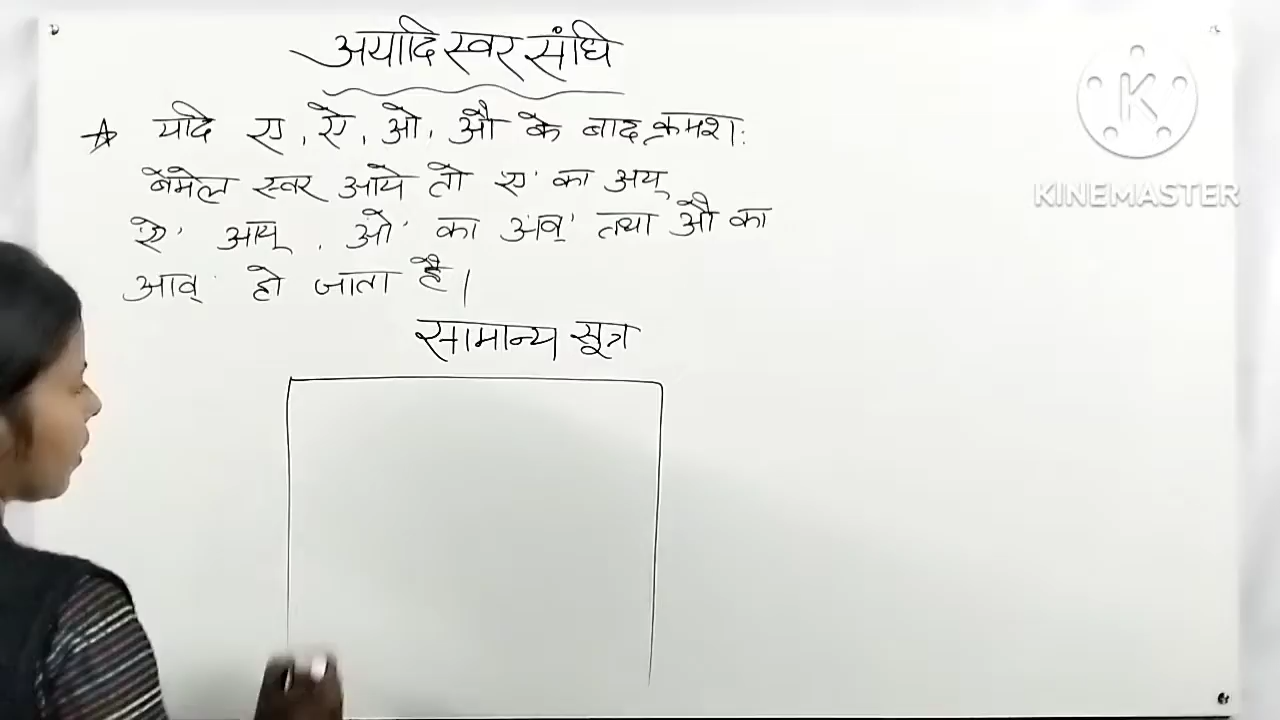 अयादि स्वर संधि
☆ यदि ए, ऐ, ओ, औ के बाद क्रमश:
बेमेल स्वर आये तो 'ए' का अय्
'ऐ' आय्, 'ओ' का 'अव्' तथा औ का
आव् हो जाता है।
सामान्य सूत्र
K
KINEMASTER